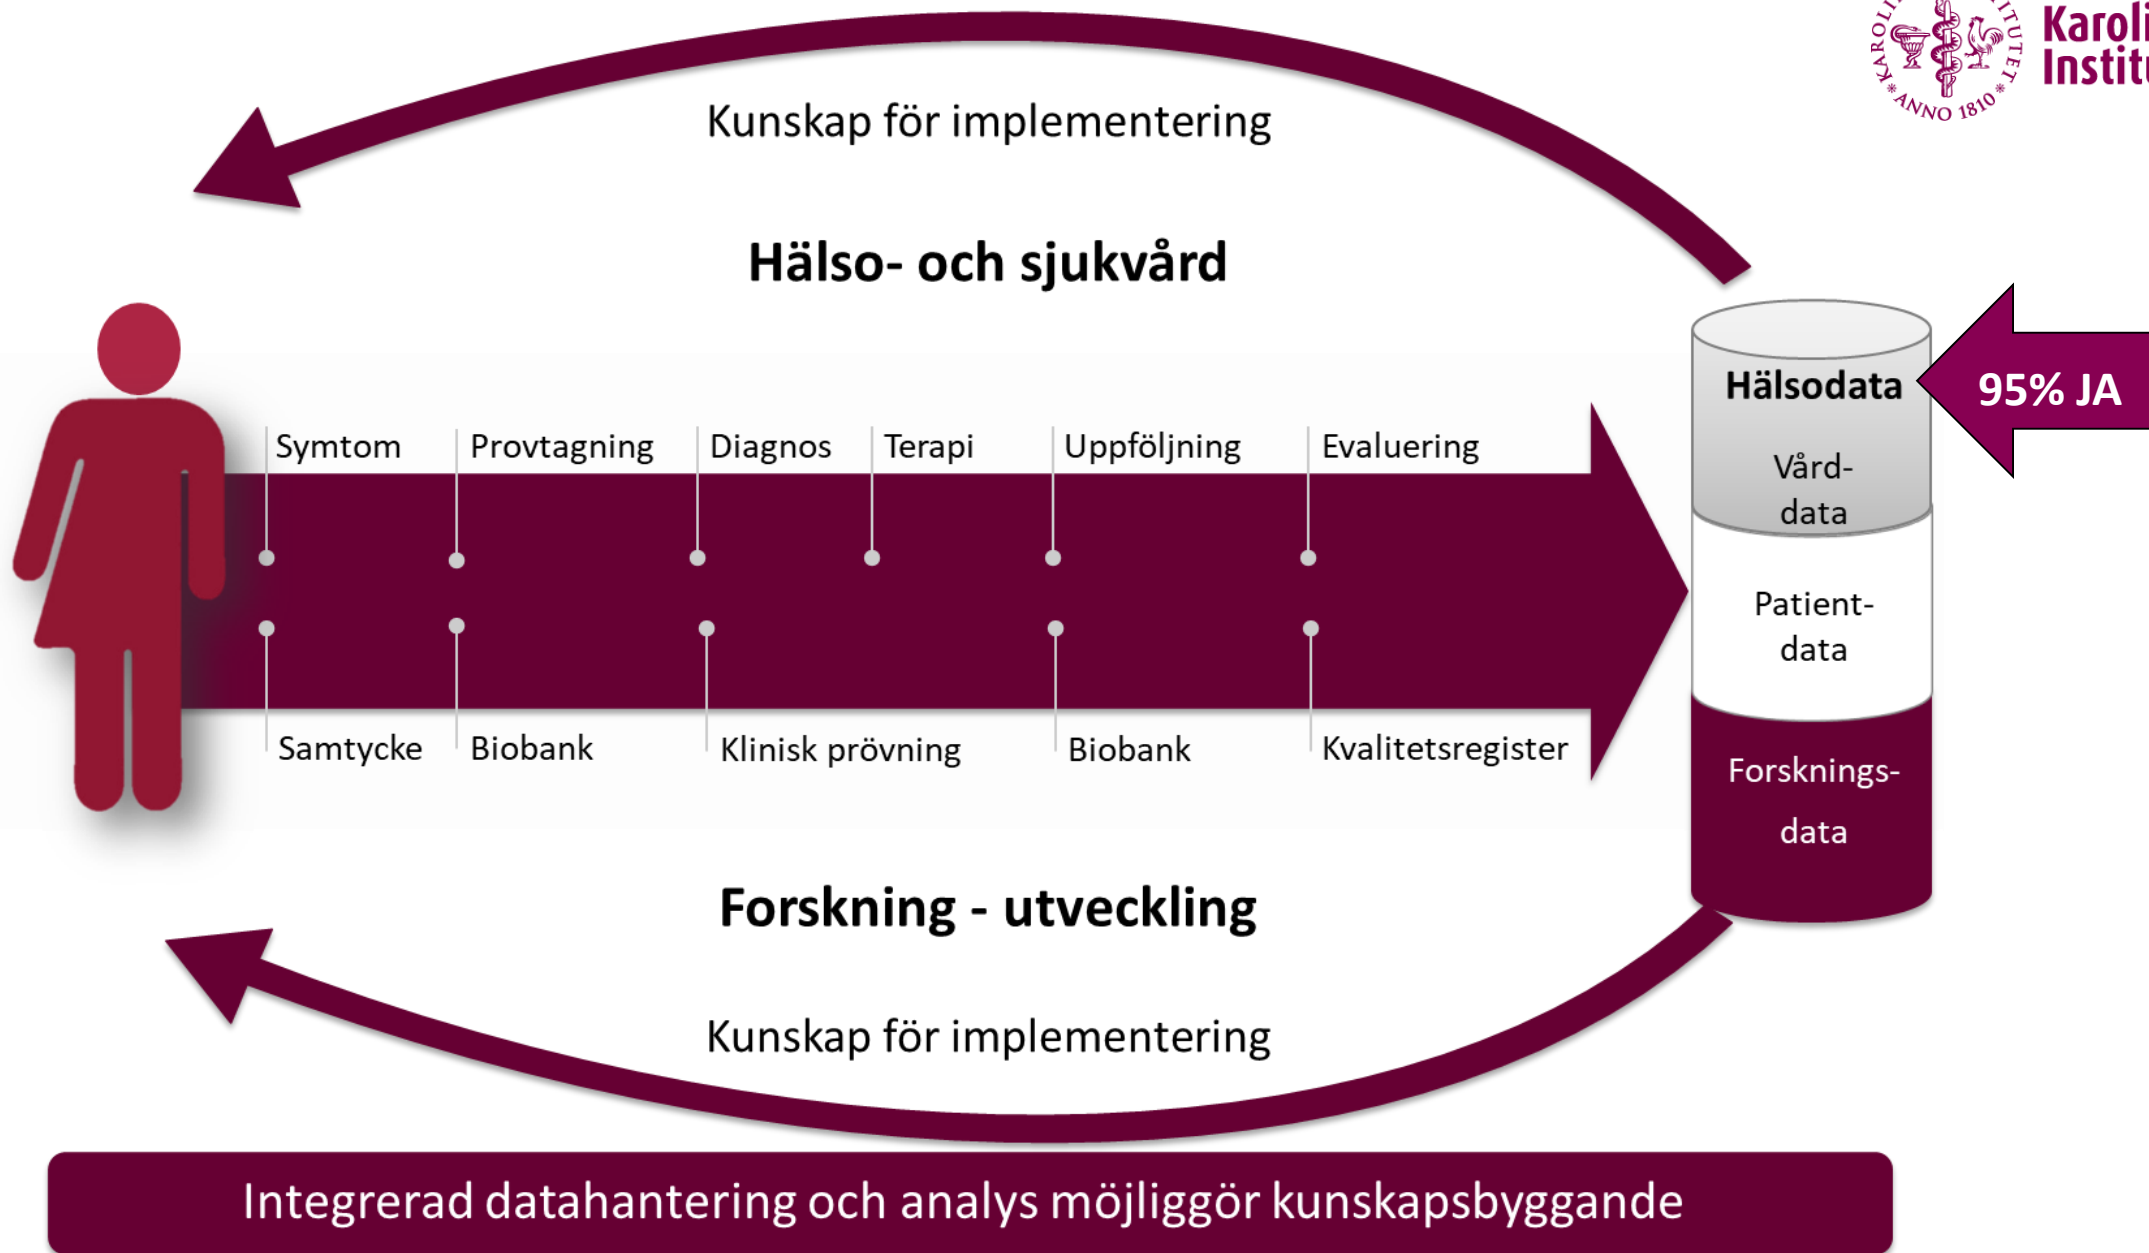 Kunskap för implementering
ANNO 1810
Hälso- och sjukvård
Hälsodata
95% JA
Symtom
Provtagning
Diagnos
Terapi
Uppföljning
Evaluering
Vård-
data
Patient-
data
Samtycke
Biobank
Klinisk prövning
Biobank
Kvalitetsregister
Forsknings-
data
Forskning - utveckling
Kunskap för implementering
Integrerad datahantering och analys möjliggör kunskapsbyggande